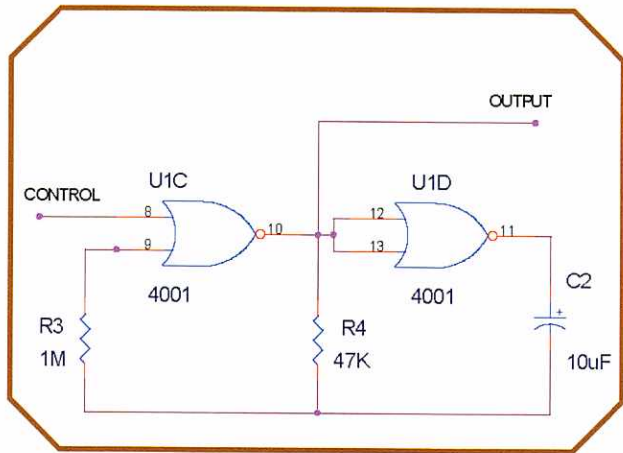 OUTPUT
U1C
U1D
CONTROL
8
9
10
12
13
11
4001
4001
C2
+
10uF
R3
1M
R4
47K